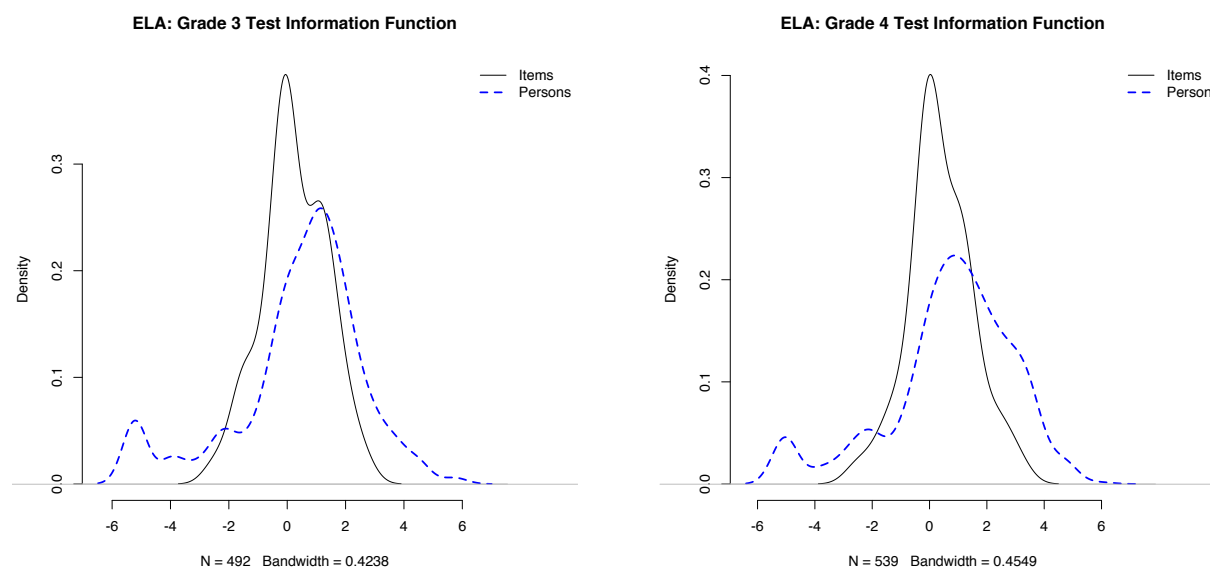 ELA: Grade 3 Test Information Function
Items
Persons
Density
0.0
0.1
0.2
0.3
-6 -4 -2 0 2 4 6
N = 492 Bandwidth = 0.4238
ELA: Grade 4 Test Information Function
Items
Person
Density
0.0
0.1
0.2
0.3
0.4
-6 -4 -2 0 2 4 6
N = 539 Bandwidth = 0.4549